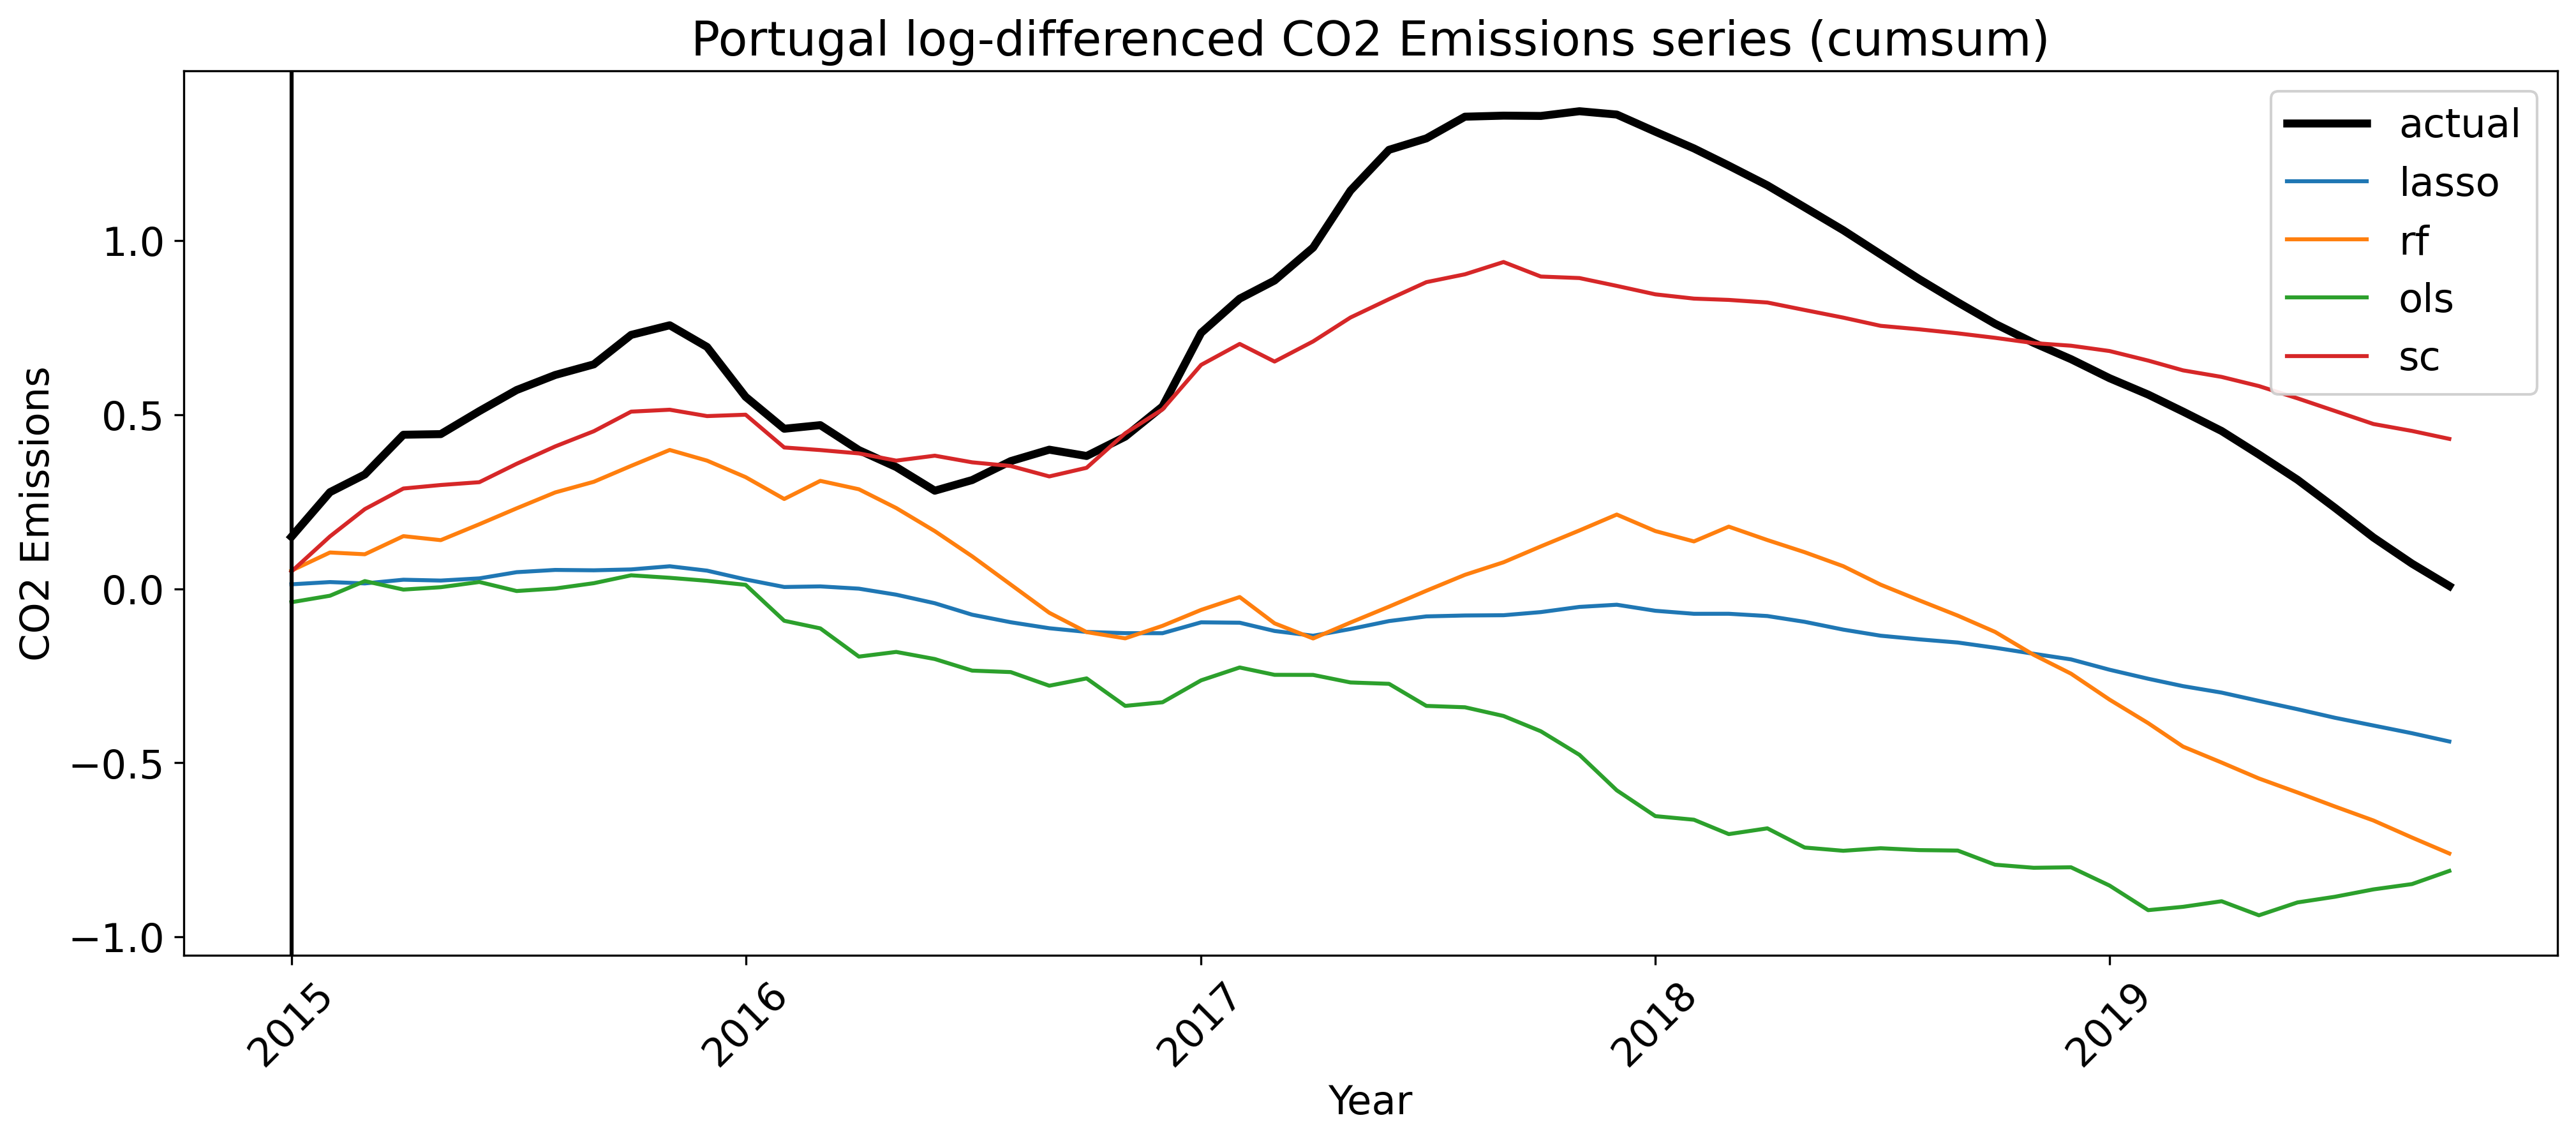 Portugal log-differenced CO2 Emissions series (cumsum)
actual
lasso
rf
ols
sc
CO2 Emissions
1.0
0.5
0.0
−0.5
−1.0
2015
2016
2017
2018
2019
Year